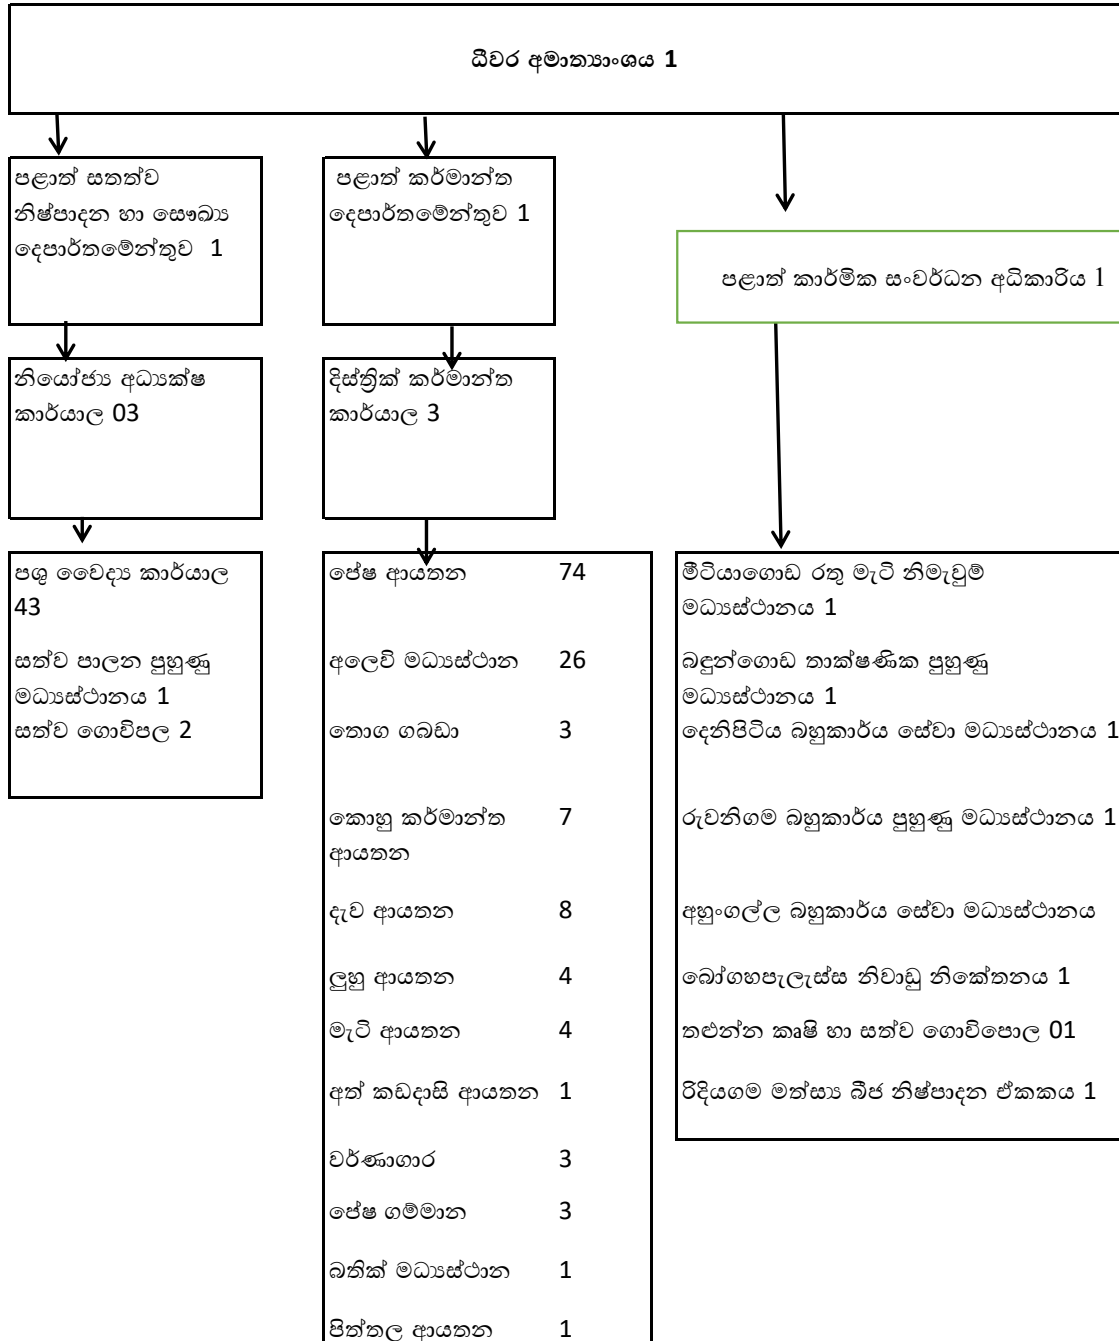 ධීවර අමාත්‍යාංශය 1
පළාත් සතත්ව
නිෂ්පාදන හා සෞඛ්‍ය
දෙපාර්තමේන්තුව 1
පළාත් කර්මාන්ත
දෙපාර්තමේන්තුව 1
පළාත් කාර්මික සංවර්ධන අධිකාරිය 1
නියෝජ්‍ය අධ්‍යක්ෂ
කාර්යාල 03
දිස්ත්‍රික් කර්මාන්ත
කාර්යාල 3
පශු වෛද්‍ය කාර්යාල
43
සත්ව පාලන පුහුණු
මධ්‍යස්ථානය 1
සත්ව ගොවිපල 2
පේෂ ආයතන 74
අලෙවි මධ්‍යස්ථාන 26
තොග ගබඩා 3
කොහු කර්මාන්ත 7
ආයතන
දැව ආයතන 8
ලුහු ආයතන 4
මැටි ආයතන 4
අත් කඩදාසි ආයතන 1
වර්ණාගාර 3
පේෂ ගම්මාන 3
බතික් මධ්‍යස්ථාන 1
පිත්තල ආයතන 1
මීටියාගොඩ රතු මැටි නිමැවුම්
මධ්‍යස්ථානය 1
බඳුන්ගොඩ තාක්ෂණික පුහුණු
මධ්‍යස්ථානය 1
දෙනිපිටිය බහුකාර්ය සේවා මධ්‍යස්ථානය 1
රුවනිගම බහුකාර්ය පුහුණු මධ්‍යස්ථානය 1
අහුංගල්ල බහුකාර්ය සේවා මධ්‍යස්ථානය
බෝගහපැලැස්ස නිවාඩු නිකේතනය 1
තළුන්න කෘෂි හා සත්ව ගොවිපොල 01
රිදියගම මත්ස්‍ය බීජ නිෂ්පාදන ඒකකය 1